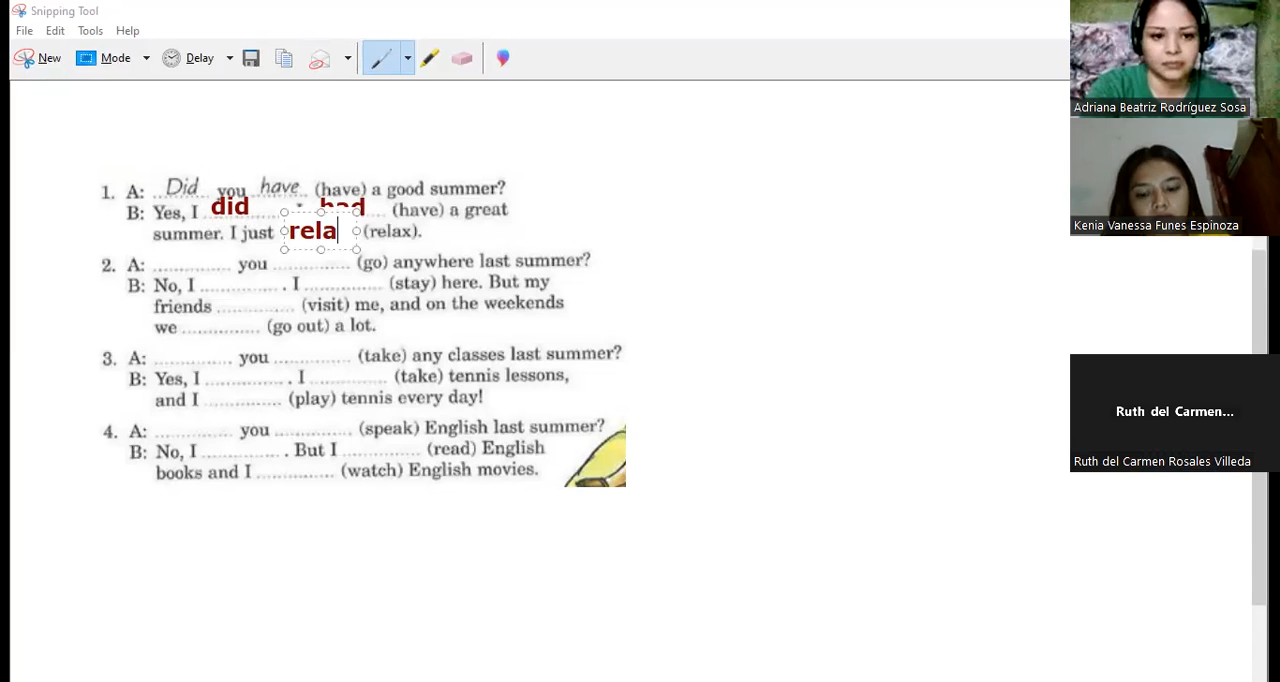 Snipping Tool
File Edit Tools Help
New Mode Delay
1. A: Did you have (have) a good summer?
B: Yes, I did . I had (have) a great
summer. I just rela (relax).
2. A: ............... you ............... (go) anywhere last summer?
B: No, I ............... . I ............... (stay) here. But my
friends ............... (visit) me, and on the weekends
we ............... (go out) a lot.
3. A: ............... you ............... (take) any classes last summer?
B: Yes, I ............... . I ............... (take) tennis lessons,
and I ............... (play) tennis every day!
4. A: ............... you ............... (speak) English last summer?
B: No, I ............... . But I ............... (read) English
books and I ............... (watch) English movies.
Adriana Beatriz Rodríguez Sosa
Kenia Vanessa Funes Espinoza
Ruth del Carmen...
Ruth del Carmen Rosales Villeda